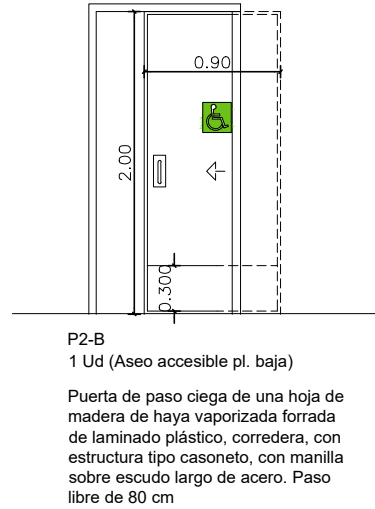 0.90
2.00
0.300
P2-B
1 Ud (Aseo accesible pl. baja)
Puerta de paso ciega de una hoja de
madera de haya vaporizada forrada
de laminado plástico, corredera, con
estructura tipo casoneto, con manilla
sobre escudo largo de acero. Paso
libre de 80 cm